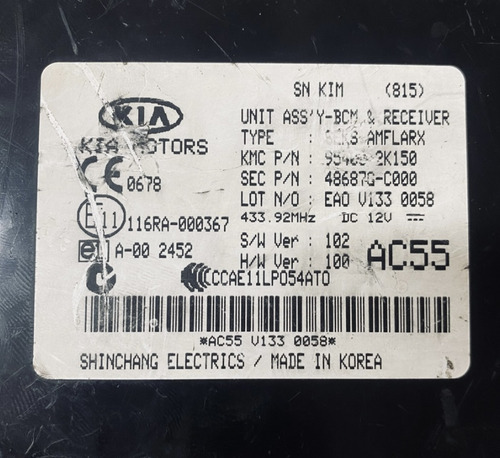 SN KIM (815)
KIA
KIA MOTORS
UNIT ASS'Y-BCM & RECEIVER
TYPE : AMFLARX
KMC P/N : 2K150
SEC P/N : 48687G-C000
LOT N/O : EAO V133 0058
433.92MHz DC 12V
S/W Ver : 102
H/W Ver : 100
AC55
CE 0678
E11 116RA-000367
e11 A-00 2452
CCAE11LP054AT0
*AC55 V133 0058*
SHINCHANG ELECTRICS / MADE IN KOREA